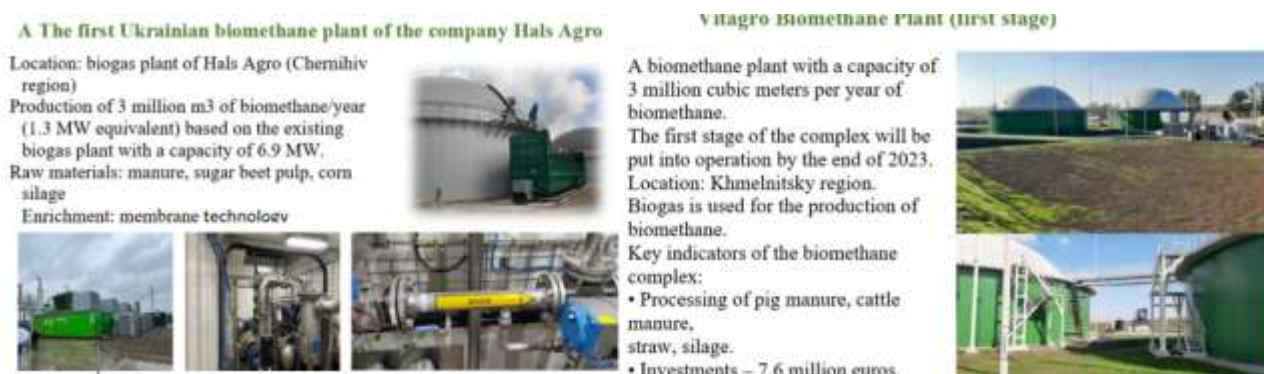 A The first Ukrainian biomethane plant of the company Hals Agro
Location: biogas plant of Hals Agro (Chernihiv
region)
Production of 3 million m3 of biomethane/year
(1.3 MW equivalent) based on the existing
biogas plant with a capacity of 6.9 MW.
Raw materials: manure, sugar beet pulp, corn
silage
Enrichment: membrane technology
Vitagro Biomethane Plant (first stage)
A biomethane plant with a capacity of
3 million cubic meters per year of
biomethane.
The first stage of the complex will be
put into operation by the end of 2023.
Location: Khmelnitsky region.
Biogas is used for the production of
biomethane.
Key indicators of the biomethane
complex:
• Processing of pig manure, cattle
manure,
straw, silage.
• Investments – 7.6 million euros.